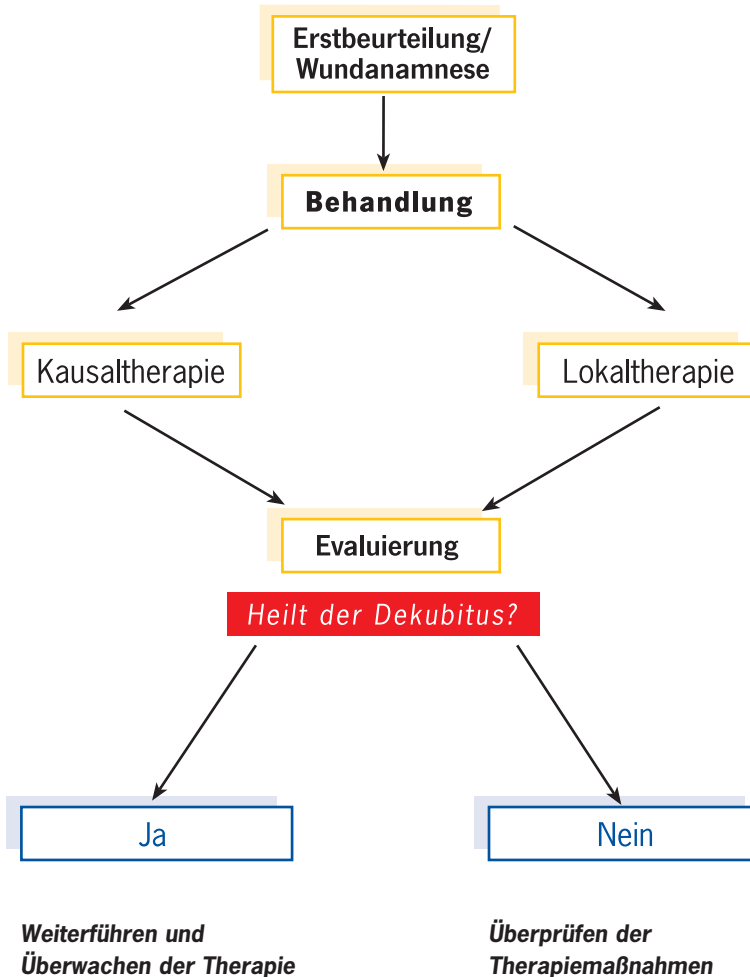 Erstbeurteilung/
Wundanamnese
Behandlung
Kausaltherapie
Lokaltherapie
Evaluierung
Heilt der Dekubitus?
Ja
Nein
Weiterführen und
Überwachen der Therapie
Überprüfen der
Therapiemaßnahmen